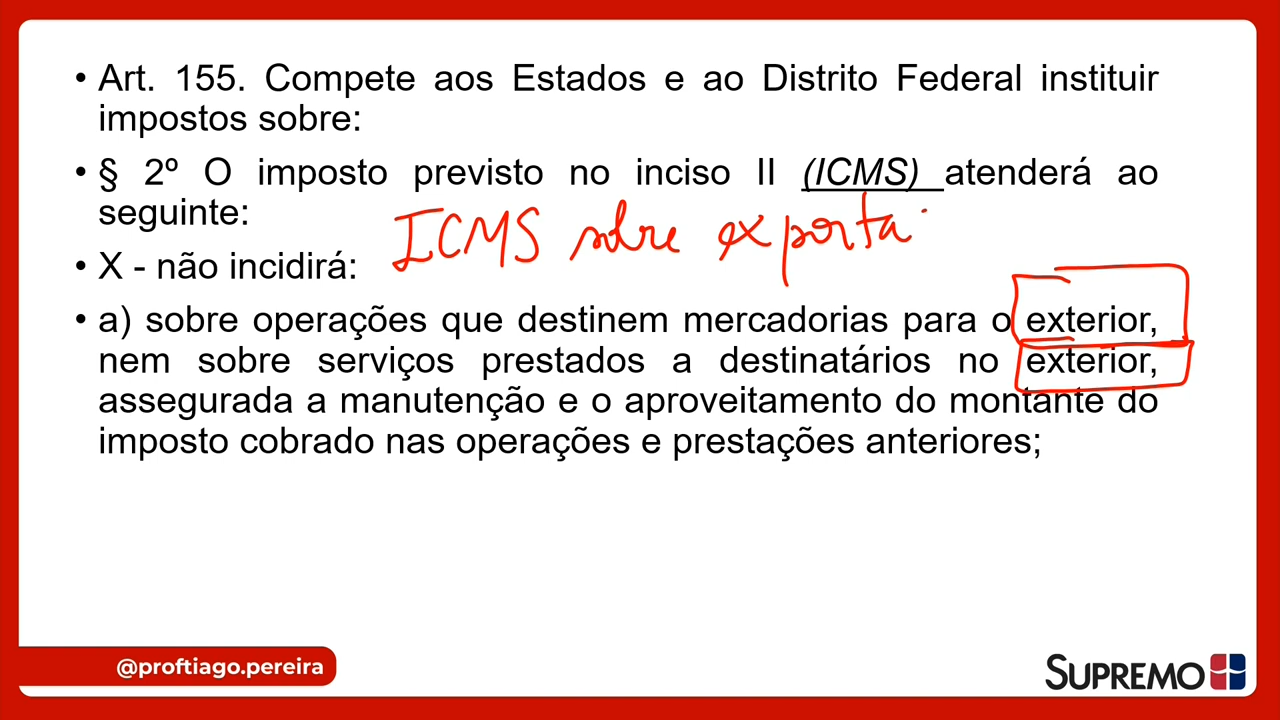 • Art. 155. Compete aos Estados e ao Distrito Federal instituir
impostos sobre:
• § 2º O imposto previsto no inciso II (ICMS) atenderá ao
seguinte:
ICMS sobre exporta
• X - não incidirá:
• a) sobre operações que destinem mercadorias para o exterior,
nem sobre serviços prestados a destinatários no exterior,
assegurada a manutenção e o aproveitamento do montante do
imposto cobrado nas operações e prestações anteriores;
@proftiago.pereira
SUPREMO